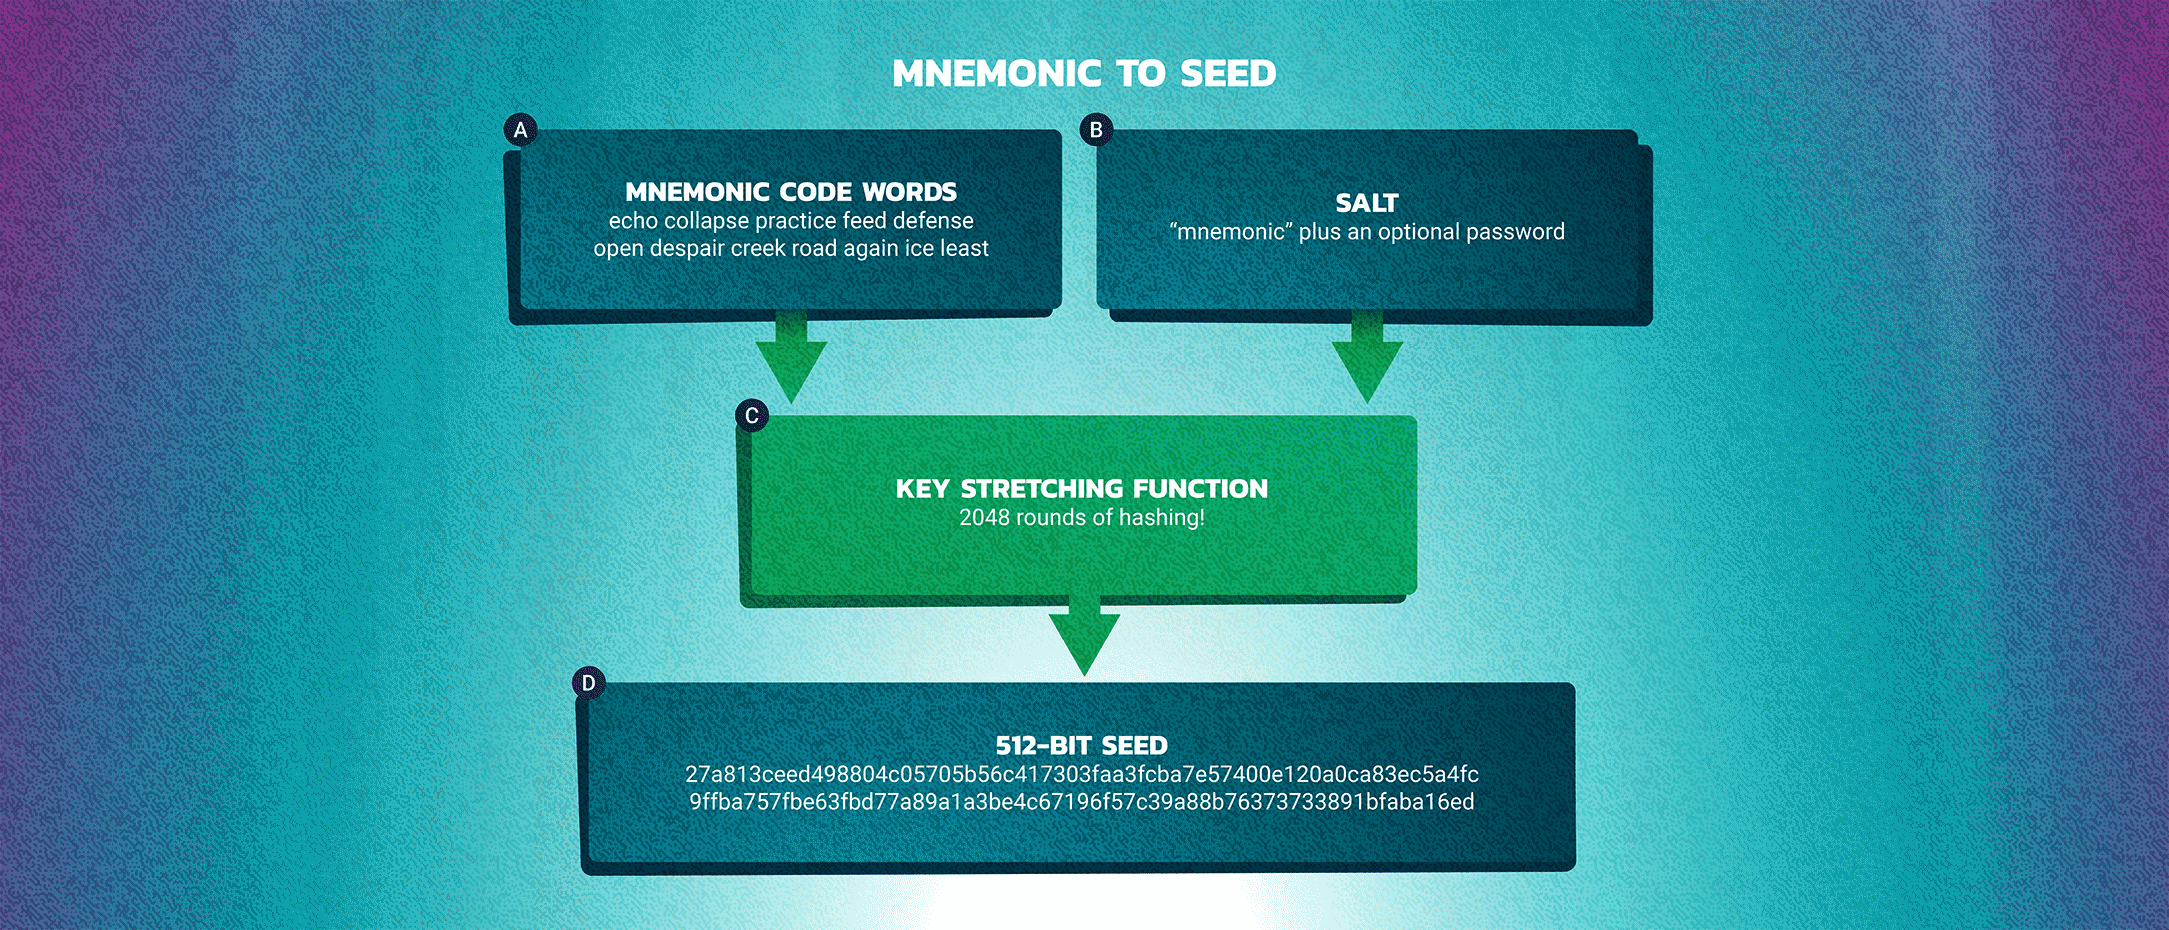 MNEMONIC TO SEED
A
MNEMONIC CODE WORDS
echo collapse practice feed defense
open despair creek road again ice least
B
SALT
“mnemonic” plus an optional password
C
KEY STRETCHING FUNCTION
2048 rounds of hashing!
D
512-BIT SEED
27a813ceed498804c05705b56c417303faa3fcba7e57400e120a0ca83ec5a4fc
9ffba757fbe63fbd77a89a1a3be4c67196f57c39a88b76373733891bfaba16ed